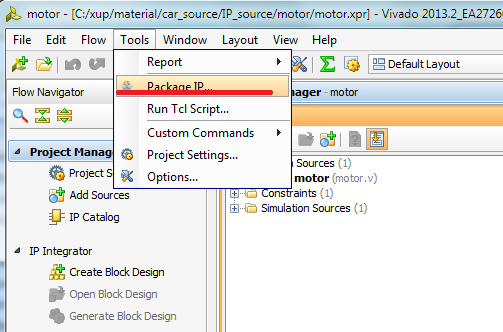 motor - [C:/xup/material/car_source/IP_source/motor/motor.xpr] - Vivado 2013.2_EA2726
File Edit Flow Tools Window Layout View Help
Default Layout
Report
Package IP...
Run Tcl Script...
Custom Commands
Project Settings...
Options...
Flow Navigator
Project Manage
Project S
Add Sources
IP Catalog
IP Integrator
Create Block Design
Open Block Design
Generate Block Design
nager - motor
Sources (1)
motor (motor.v)
Constraints (1)
Simulation Sources (1)